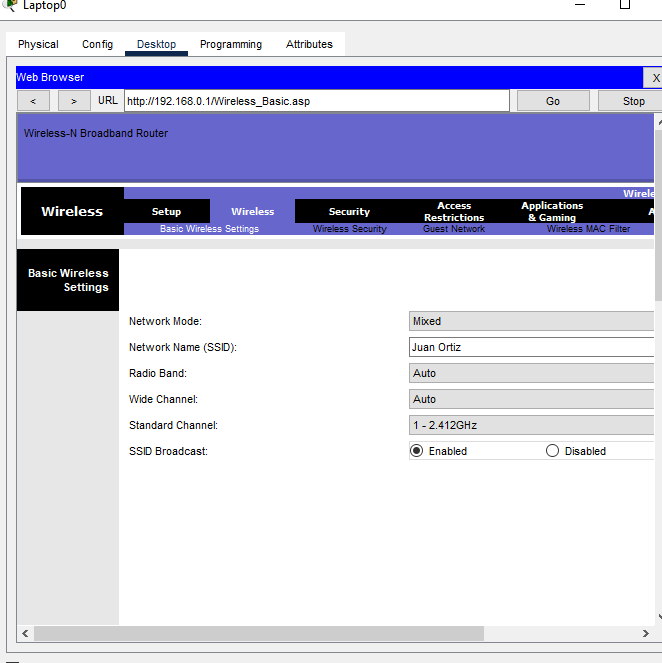 Laptop0
Physical Config Desktop Programming Attributes
Web Browser X
< > URL http://192.168.0.1/Wireless_Basic.asp Go Stop
Wireless-N Broadband Router
Wireless
Setup Wireless Security Access Restrictions Applications & Gaming
Basic Wireless Settings Wireless Security Guest Network Wireless MAC Filter
Basic Wireless
Settings
Network Mode: Mixed
Network Name (SSID): Juan Ortiz
Radio Band: Auto
Wide Channel: Auto
Standard Channel: 1 - 2.412GHz
SSID Broadcast: Enabled Disabled